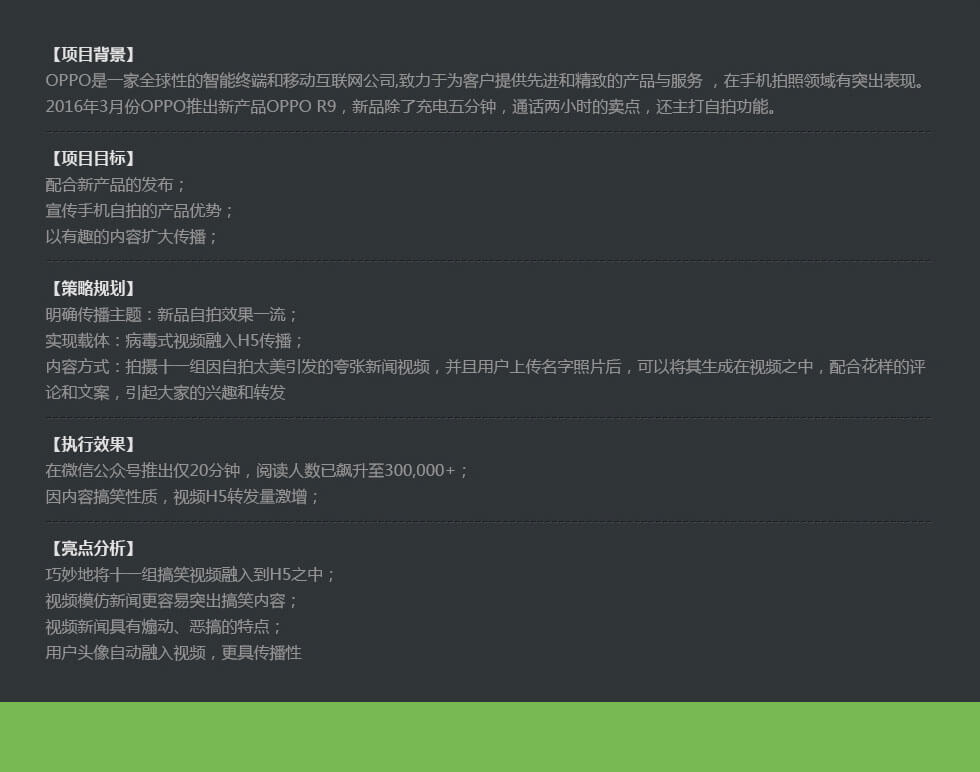 【项目背景】
OPPO是一家全球性的智能终端和移动互联网公司,致力于为客户提供先进和精致的产品与服务 ，在手机拍照领域有突出表现。
2016年3月份OPPO推出新产品OPPO R9，新品除了充电五分钟，通话两小时的卖点，还主打自拍功能。
【项目目标】
配合新产品的发布；
宣传手机自拍的产品优势；
以有趣的内容扩大传播；
【策略规划】
明确传播主题：新品自拍效果一流；
实现载体：病毒式视频融入H5传播；
内容方式：拍摄十一组因自拍太美引发的夸张新闻视频，并且用户上传名字照片后，可以将其生成在视频之中，配合花样的评
论和文案，引起大家的兴趣和转发
【执行效果】
在微信公众号推出仅20分钟，阅读人数已飙升至300,000+；
因内容搞笑性质，视频H5转发量激增；
【亮点分析】
巧妙地将十一组搞笑视频融入到H5之中；
视频模仿新闻更容易突出搞笑内容；
视频新闻具有煽动、恶搞的特点；
用户头像自动融入视频，更具传播性